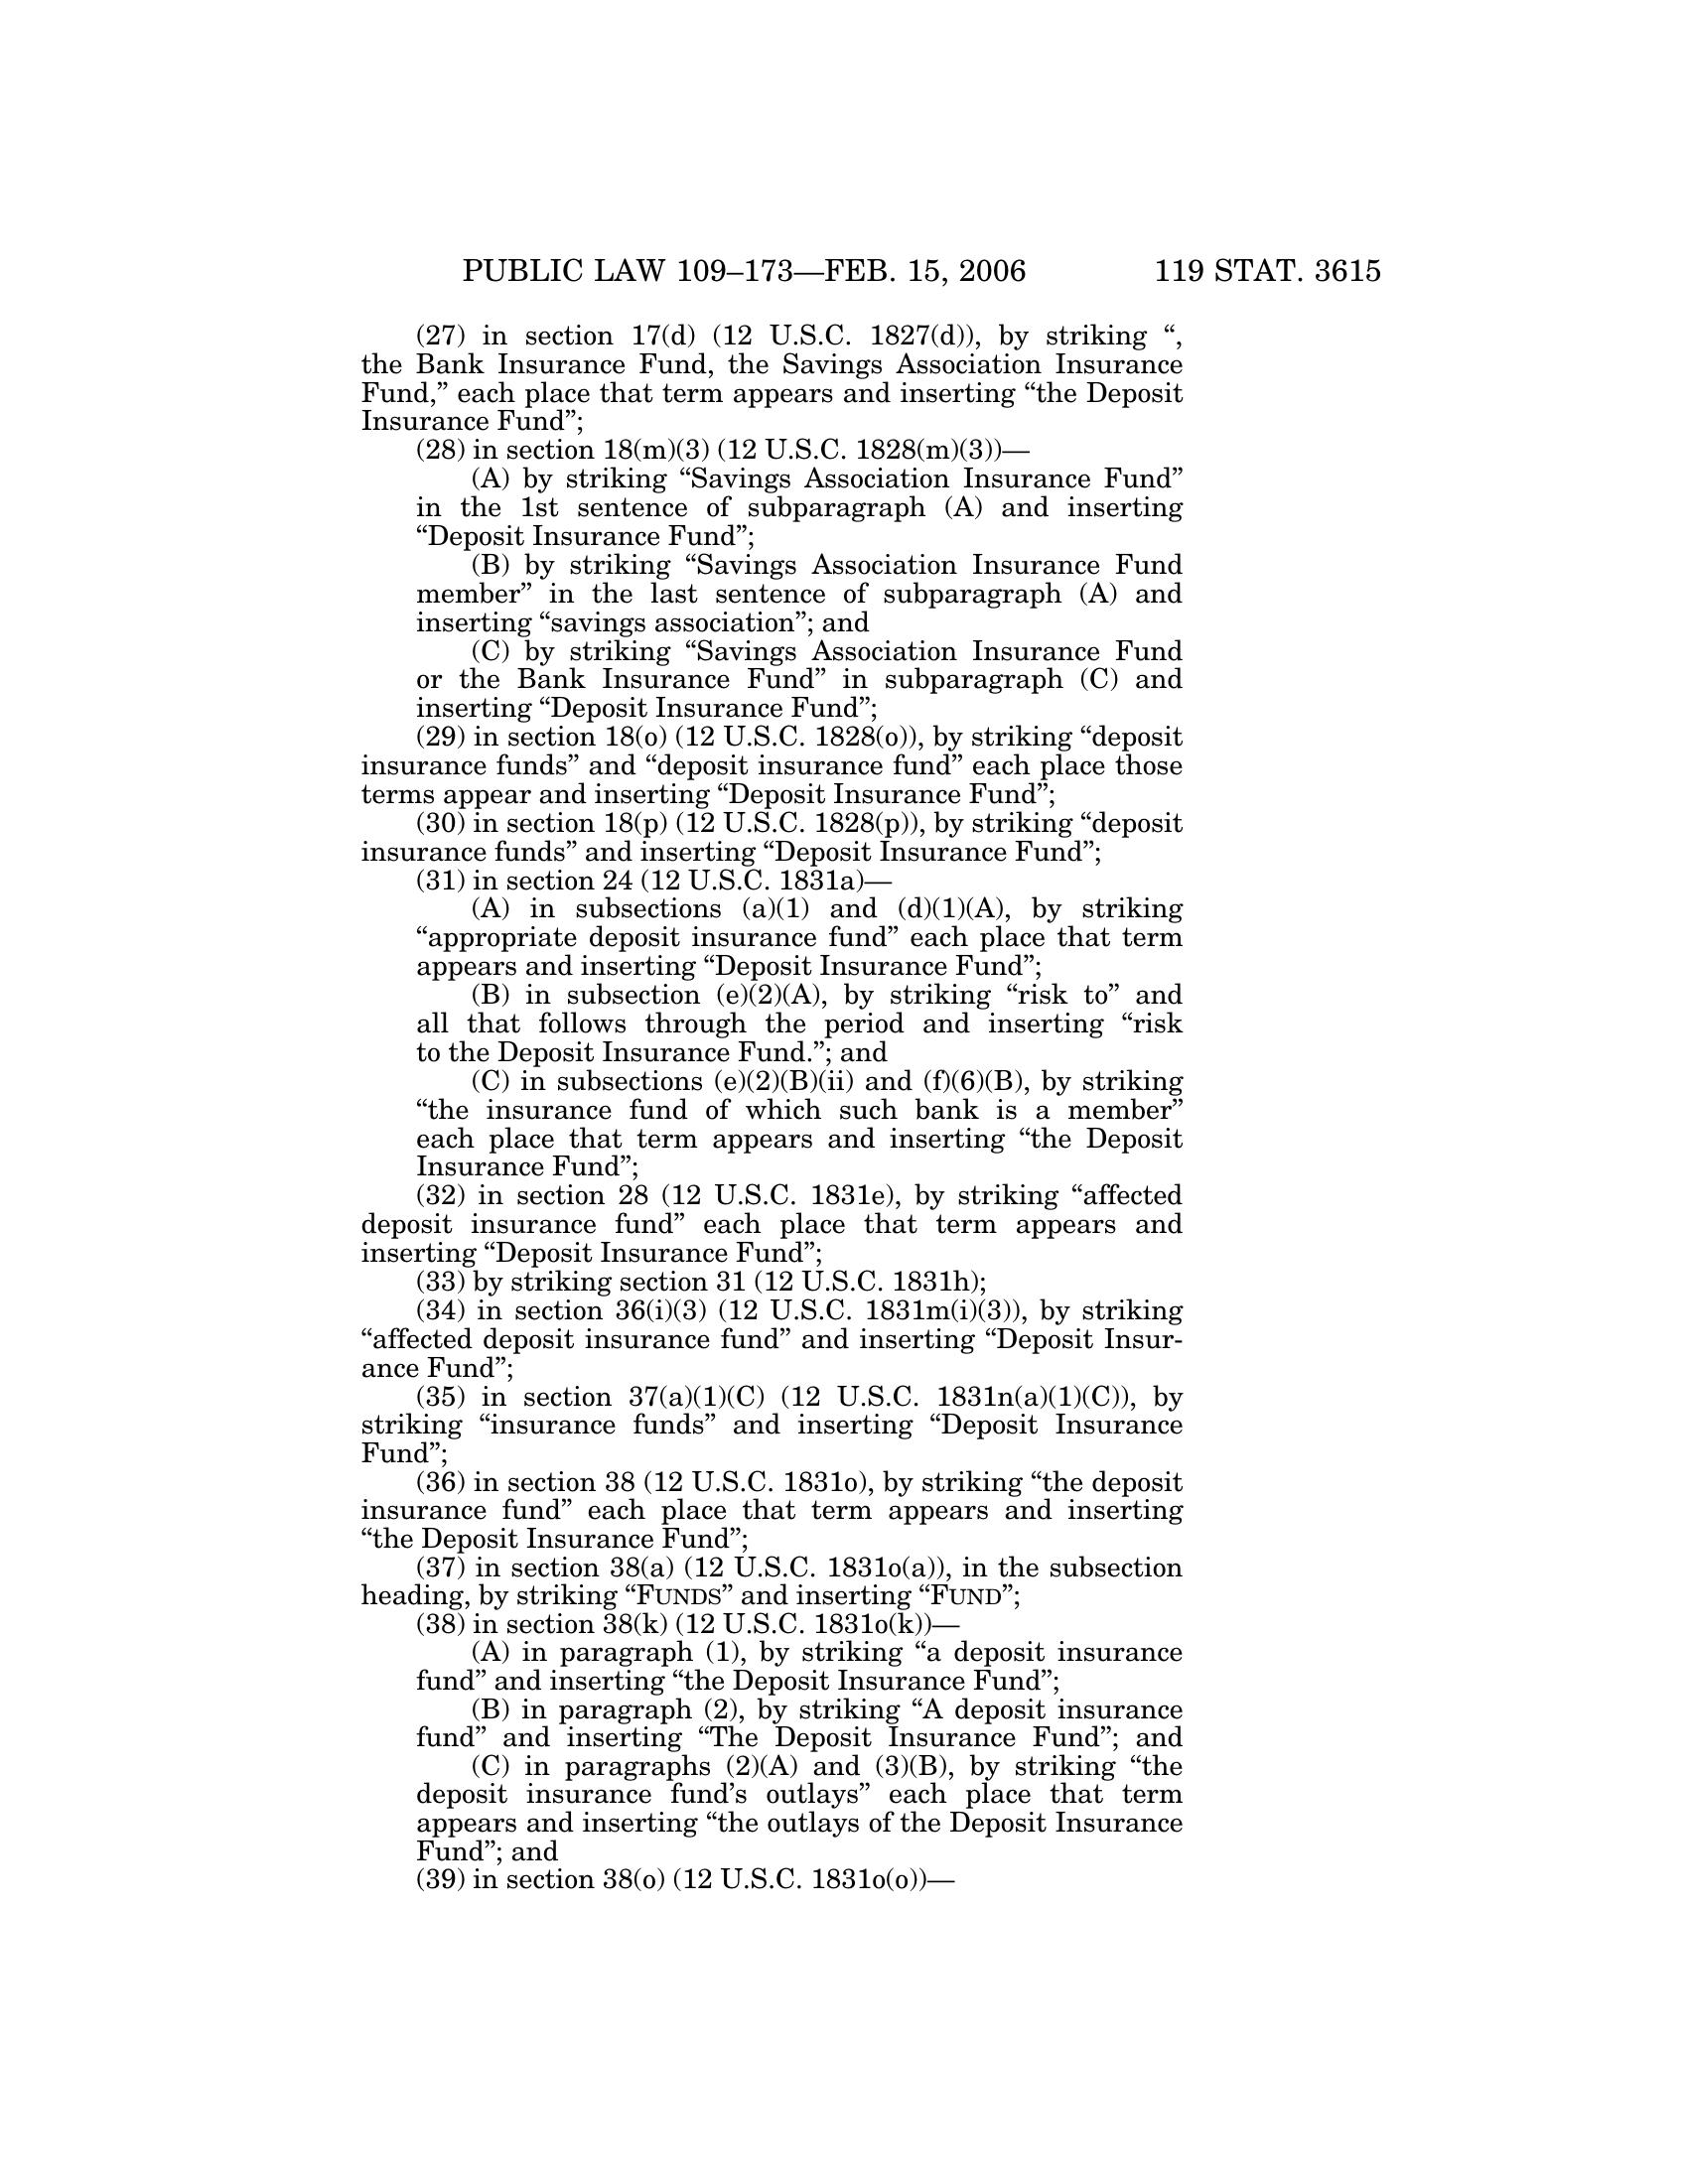 PUBLIC LAW 109–173—FEB. 15, 2006 119 STAT. 3615
(27) in section 17(d) (12 U.S.C. 1827(d)), by striking “,
the Bank Insurance Fund, the Savings Association Insurance
Fund,” each place that term appears and inserting “the Deposit
Insurance Fund”;
(28) in section 18(m)(3) (12 U.S.C. 1828(m)(3))—
(A) by striking “Savings Association Insurance Fund”
in the 1st sentence of subparagraph (A) and inserting
“Deposit Insurance Fund”;
(B) by striking “Savings Association Insurance Fund
member” in the last sentence of subparagraph (A) and
inserting “savings association”; and
(C) by striking “Savings Association Insurance Fund
or the Bank Insurance Fund” in subparagraph (C) and
inserting “Deposit Insurance Fund”;
(29) in section 18(o) (12 U.S.C. 1828(o)), by striking “deposit
insurance funds” and “deposit insurance fund” each place those
terms appear and inserting “Deposit Insurance Fund”;
(30) in section 18(p) (12 U.S.C. 1828(p)), by striking “deposit
insurance funds” and inserting “Deposit Insurance Fund”;
(31) in section 24 (12 U.S.C. 1831a)—
(A) in subsections (a)(1) and (d)(1)(A), by striking
“appropriate deposit insurance fund” each place that term
appears and inserting “Deposit Insurance Fund”;
(B) in subsection (e)(2)(A), by striking “risk to” and
all that follows through the period and inserting “risk
to the Deposit Insurance Fund.”; and
(C) in subsections (e)(2)(B)(ii) and (f)(6)(B), by striking
“the insurance fund of which such bank is a member”
each place that term appears and inserting “the Deposit
Insurance Fund”;
(32) in section 28 (12 U.S.C. 1831e), by striking “affected
deposit insurance fund” each place that term appears and
inserting “Deposit Insurance Fund”;
(33) by striking section 31 (12 U.S.C. 1831h);
(34) in section 36(i)(3) (12 U.S.C. 1831m(i)(3)), by striking
“affected deposit insurance fund” and inserting “Deposit Insur-
ance Fund”;
(35) in section 37(a)(1)(C) (12 U.S.C. 1831n(a)(1)(C)), by
striking “insurance funds” and inserting “Deposit Insurance
Fund”;
(36) in section 38 (12 U.S.C. 1831o), by striking “the deposit
insurance fund” each place that term appears and inserting
“the Deposit Insurance Fund”;
(37) in section 38(a) (12 U.S.C. 1831o(a)), in the subsection
heading, by striking “FUNDS” and inserting “FUND”;
(38) in section 38(k) (12 U.S.C. 1831o(k))—
(A) in paragraph (1), by striking “a deposit insurance
fund” and inserting “the Deposit Insurance Fund”;
(B) in paragraph (2), by striking “A deposit insurance
fund” and inserting “The Deposit Insurance Fund”; and
(C) in paragraphs (2)(A) and (3)(B), by striking “the
deposit insurance fund’s outlays” each place that term
appears and inserting “the outlays of the Deposit Insurance
Fund”; and
(39) in section 38(o) (12 U.S.C. 1831o(o))—